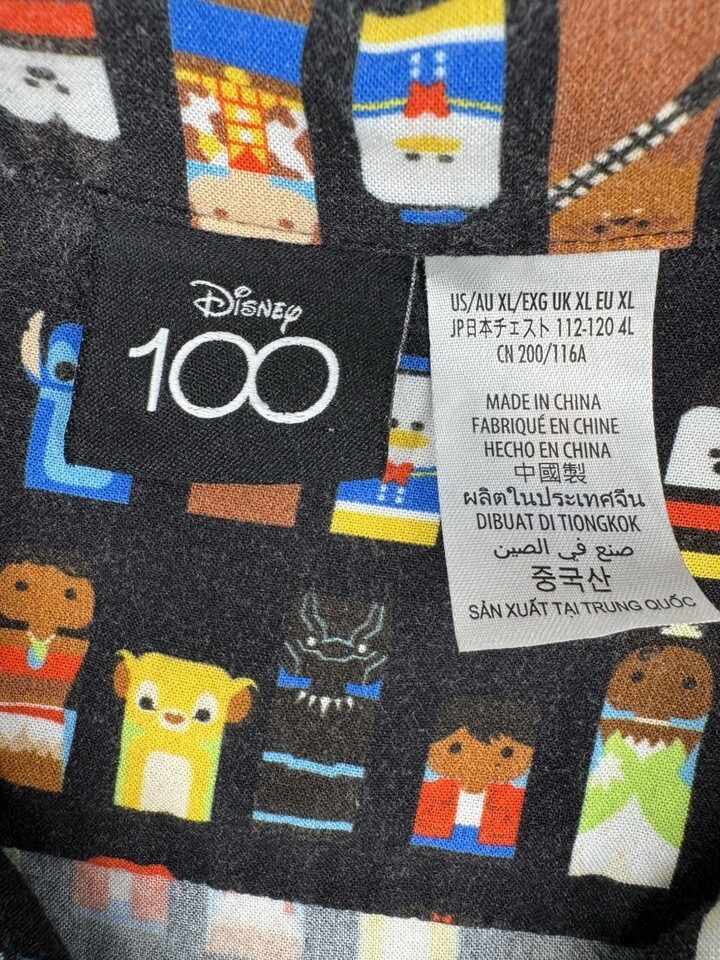 Disney
100
US/AU XL/EXG UK XL EU XL
JP日本チェスト 112-120 4L
CN 200/116A
MADE IN CHINA
FABRIQUÉ EN CHINE
HECHO EN CHINA
中國製
ผลิตในประเทศจีน
DIBUAT DI TIONGKOK
صنع في الصين
중국산
SẢN XUẤT TẠI TRUNG QUỐC